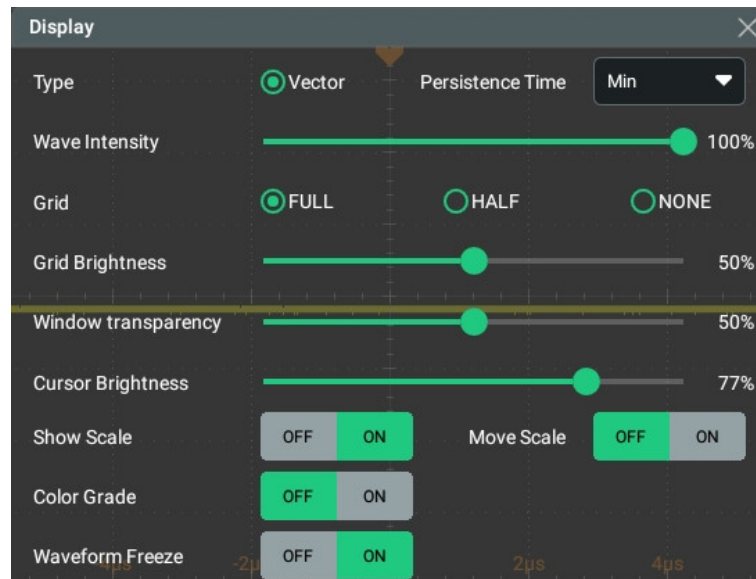 Display
Type Vector Persistence Time Min
Wave Intensity 100%
Grid FULL HALF NONE
Grid Brightness 50%
Window transparency 50%
Cursor Brightness 77%
Show Scale OFF ON Move Scale OFF ON
Color Grade OFF ON
Waveform Freeze OFF ON
-4µs -2µs 2µs 4µs